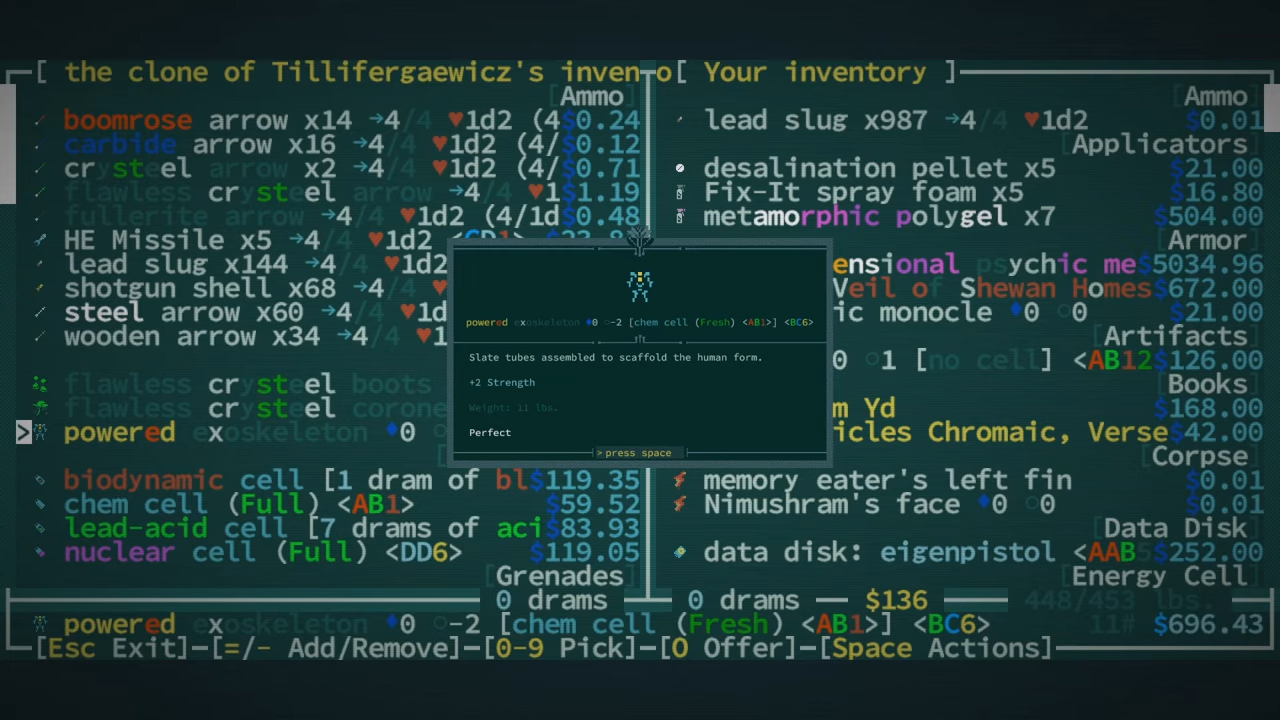 [ the clone of Tillifergaewicz's inven
o[ Your inventory ]
[Ammo]
boomrose arrow x14 →4/4 ♥1d2 (4 $0.24
carbide arrow x16 →4/4 ♥1d2 (4/ $0.12
crysteel arrow x2 →4/4 ♥1d2 (4/ $0.71
flawless crysteel arrow →4/4 ♥1 $1.19
fullerite arrow →4/4 ♥1d2 (4/1d $0.48
HE Missile x5 →4/4 ♥1d2
lead slug x144 →4/4 ♥1d2
shotgun shell x68 →4/4 ♥1d2
steel arrow x60 →4/4 ♥1d
wooden arrow x34 →4/4 ♥1
flawless crysteel boots
flawless crysteel corone
> powered exoskeleton ♦0 ○
biodynamic cell [1 dram of bl $119.35
chem cell (Full) <AB1> $59.52
lead-acid cell [7 drams of aci $83.93
nuclear cell (Full) <DD6> $119.05
[Grenades]
0 drams
[Ammo]
lead slug x987 →4/4 ♥1d2 $0.01
[Applicators]
desalination pellet x5 $21.00
Fix-It spray foam x5 $16.80
metamorphic polygel x7 $504.00
[Armor]
ensional psychic me $5034.96
Veil of Shewan Homes $672.00
ic monocle ♦0 ○0 $21.00
[Artifacts]
0 ○1 [no cell] <AB12 $126.00
[Books]
m Yd $168.00
icles Chromaic, Verse $42.00
[Corpse]
memory eater's left fin $0.01
Nimushram's face ♦0 ○0 $0.01
[Data Disk]
data disk: eigenpistol <AAB5 $252.00
[Energy Cell]
0 drams — $136 448/453 lbs.
powered exoskeleton ♦0 ○-2 [chem cell (Fresh) <AB1>] <BC6>
Slate tubes assembled to scaffold the human form.
+2 Strength
Weight: 11 lbs.
Perfect
>press space
powered exoskeleton ♦0 ○-2 [chem cell (Fresh) <AB1>] <BC6> 11# $696.43
[Esc Exit]—[=/- Add/Remove]—[0-9 Pick]—[O Offer]—[Space Actions]